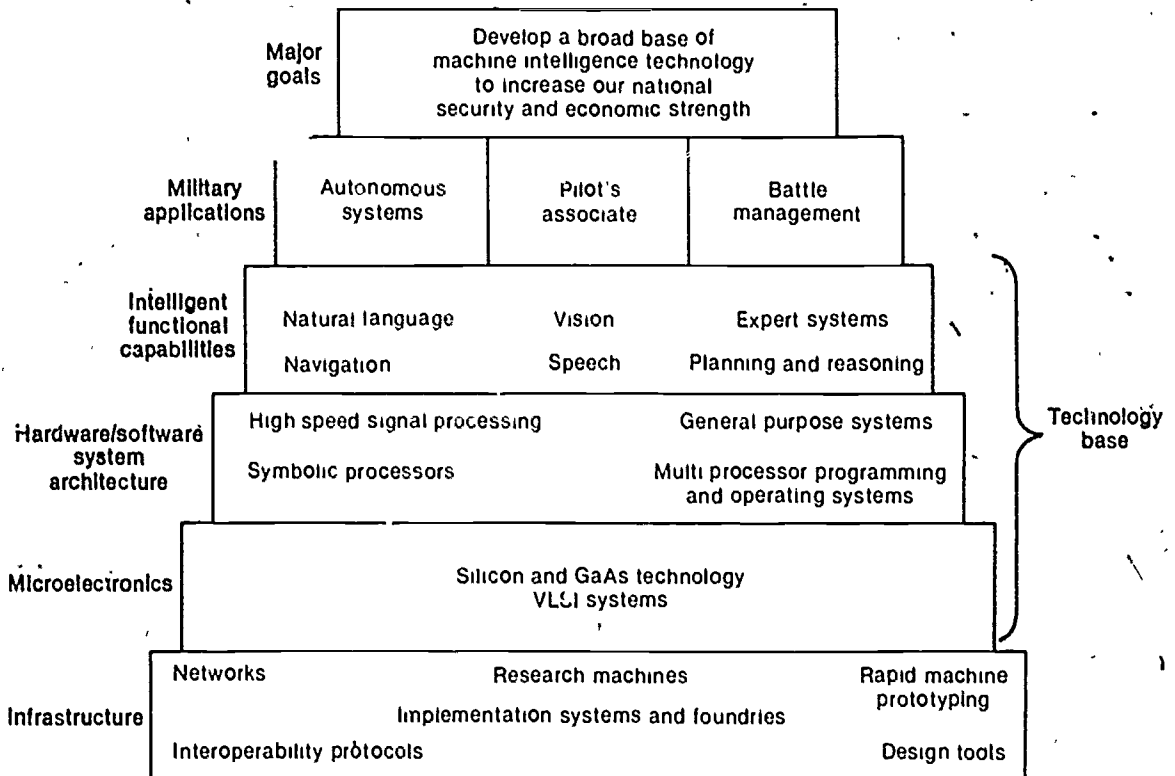 Major
goals
Develop a broad base of
machine intelligence technology
to increase our national
security and economic strength
Military
applications
Autonomous
systems
Pilot's
associate
Battle
management
Intelligent
functional
capabilities
Natural language
Vision
Expert systems
Navigation
Speech
Planning and reasoning
Hardware/software
system
architecture
High speed signal processing
General purpose systems
Symbolic processors
Multi processor programming
and operating systems
Technology
base
Microelectronics
Silicon and GaAs technology
VLSI systems
Infrastructure
Networks
Research machines
Rapid machine
prototyping
Implementation systems and foundries
Interoperability protocols
Design tools